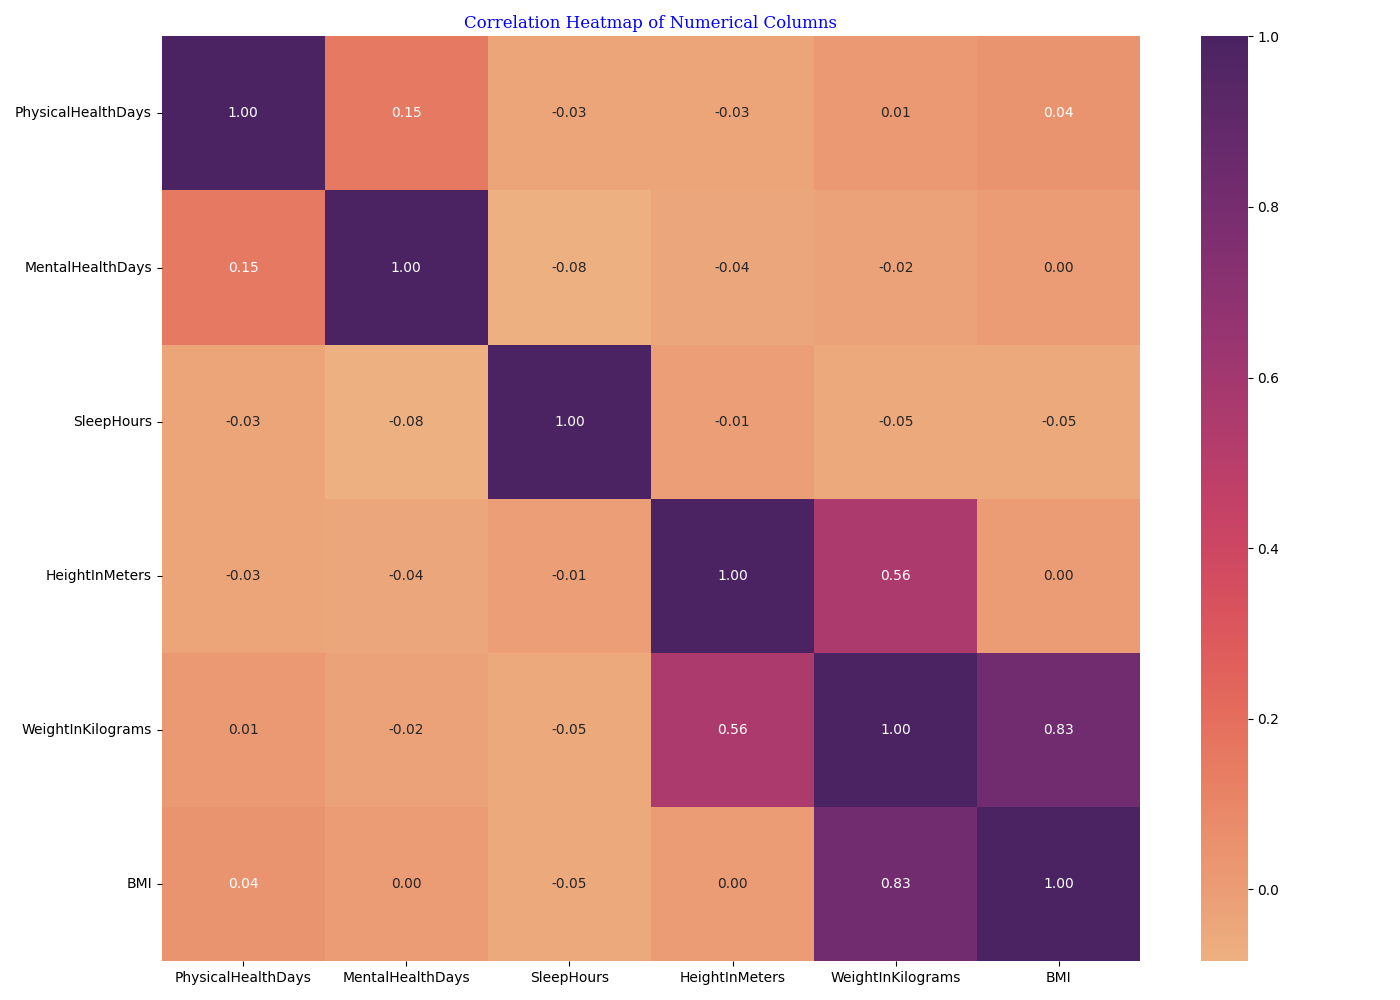 Correlation Heatmap of Numerical Columns
PhysicalHealthDays 1.00 0.15 -0.03 -0.03 0.01 0.04
MentalHealthDays 0.15 1.00 -0.08 -0.04 -0.02 0.00
SleepHours -0.03 -0.08 1.00 -0.01 -0.05 -0.05
HeightInMeters -0.03 -0.04 -0.01 1.00 0.56 0.00
WeightInKilograms 0.01 -0.02 -0.05 0.56 1.00 0.83
BMI 0.04 0.00 -0.05 0.00 0.83 1.00
PhysicalHealthDays MentalHealthDays SleepHours HeightInMeters WeightInKilograms BMI
1.0
0.8
0.6
0.4
0.2
0.0